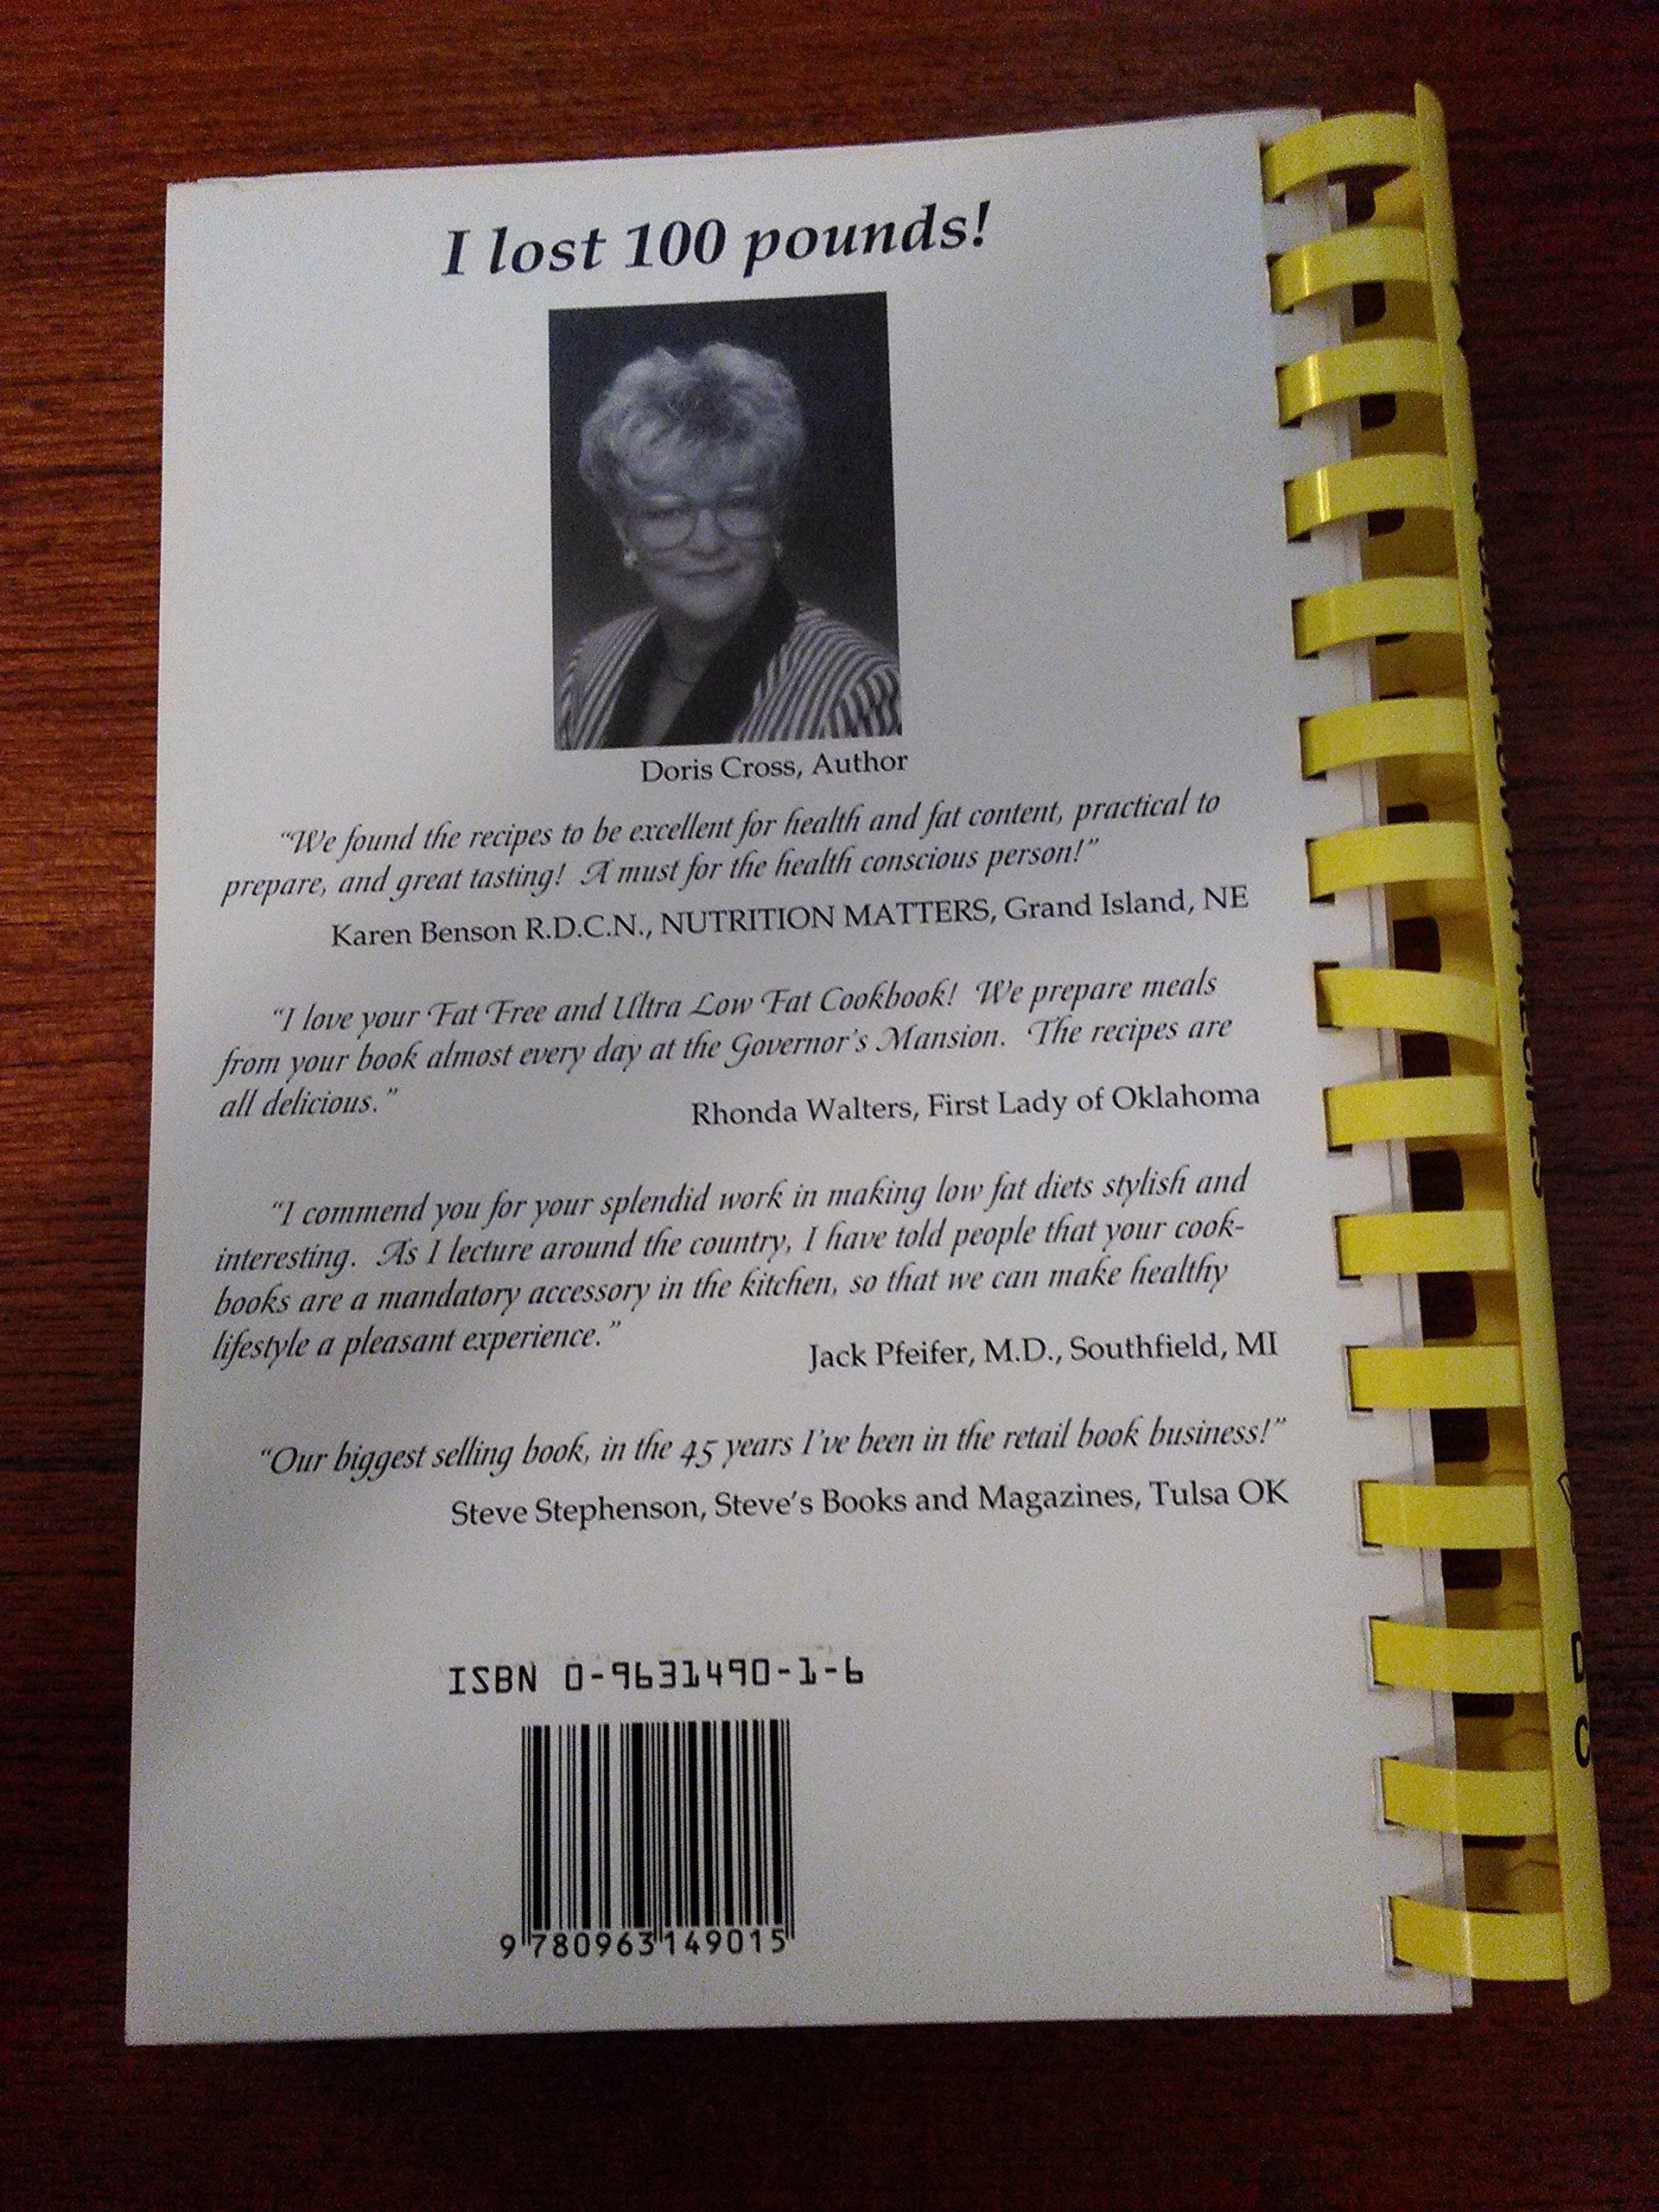 I lost 100 pounds!
Doris Cross, Author
“We found the recipes to be excellent for health and fat content, practical to
prepare, and great tasting! A must for the health conscious person!”
Karen Benson R.D.C.N., NUTRITION MATTERS, Grand Island, NE
“I love your Fat Free and Ultra Low Fat Cookbook! We prepare meals
from your book almost every day at the Governor’s Mansion. The recipes are
all delicious.”
Rhonda Walters, First Lady of Oklahoma
“I commend you for your splendid work in making low fat diets stylish and
interesting. As I lecture around the country, I have told people that your cook-
books are a mandatory accessory in the kitchen, so that we can make healthy
lifestyle a pleasant experience.”
Jack Pfeifer, M.D., Southfield, MI
“Our biggest selling book, in the 45 years I’ve been in the retail book business!”
Steve Stephenson, Steve’s Books and Magazines, Tulsa OK
ISBN 0-9631490-1-6
9 780963 149015